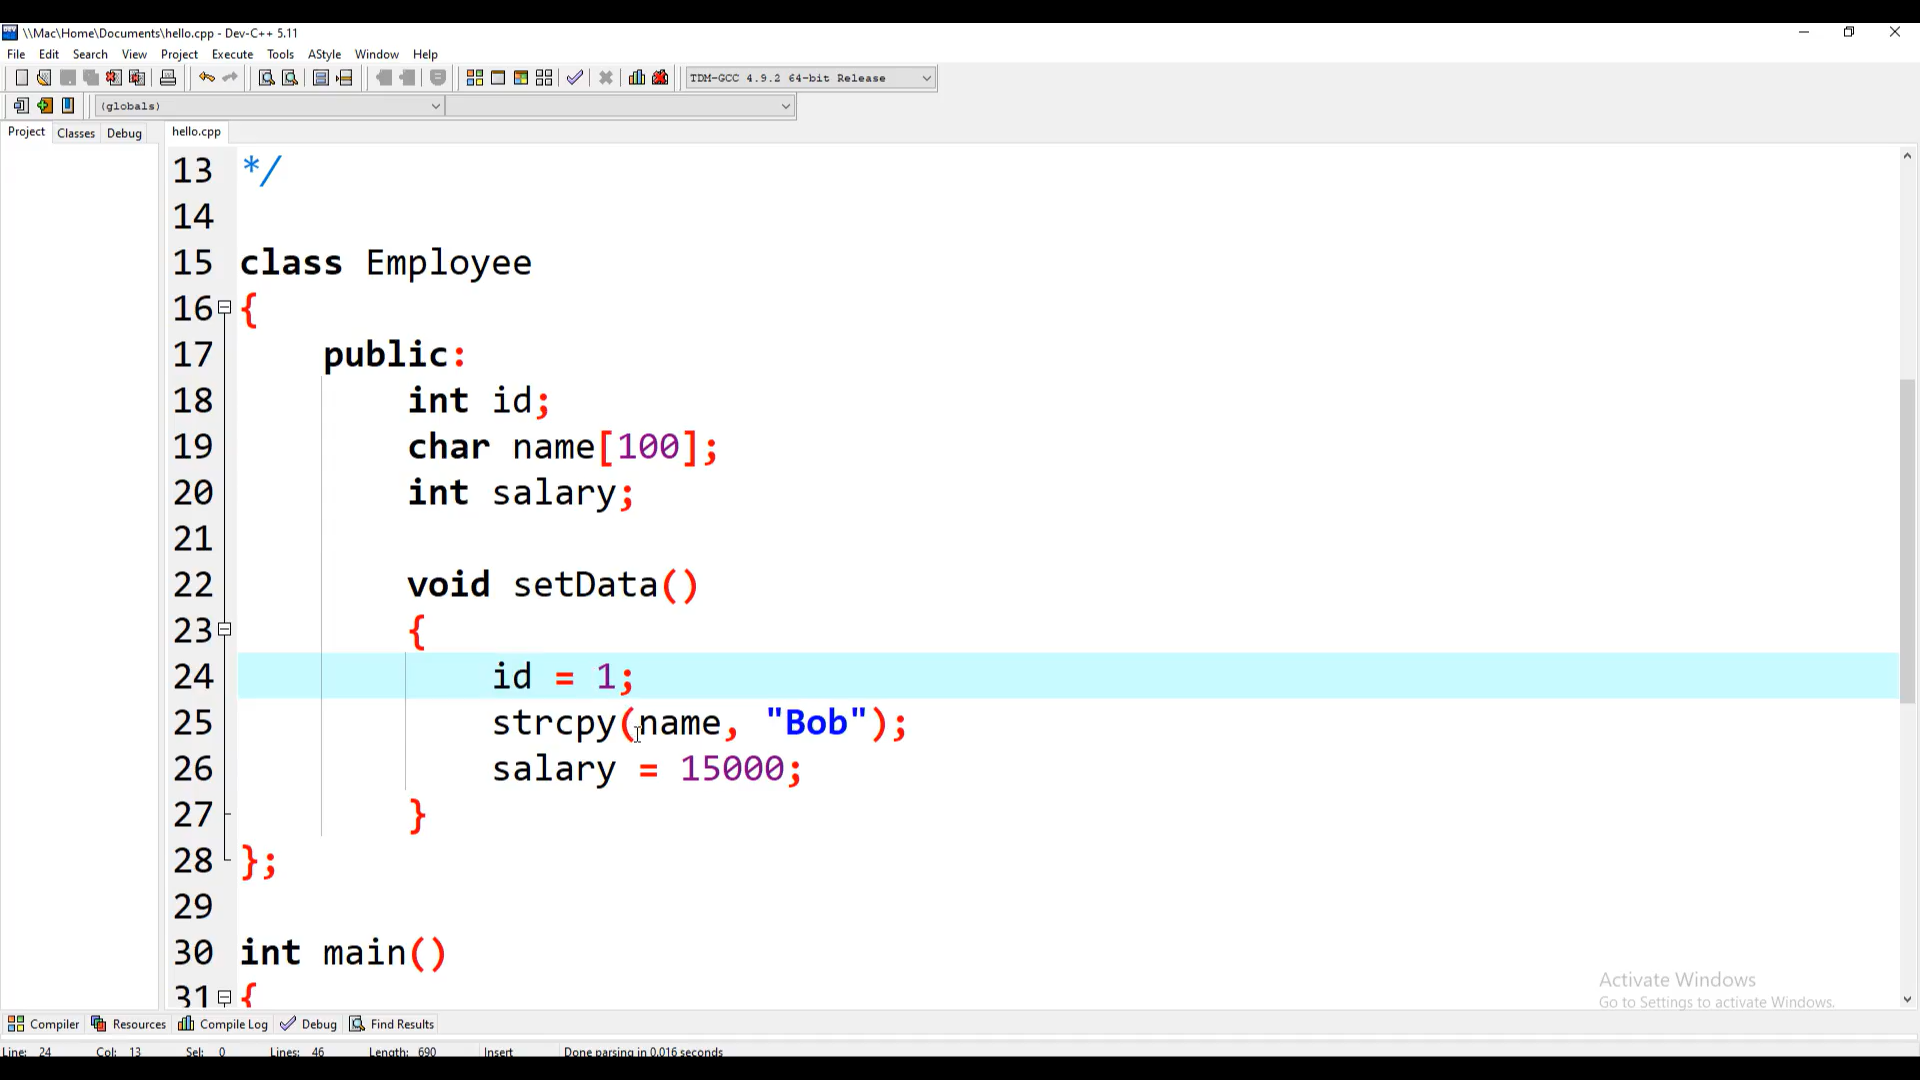 \\Mac\Home\Documents\hello.cpp - Dev-C++ 5.11
File Edit Search View Project Execute Tools AStyle Window Help
TDM-GCC 4.9.2 64-bit Release
(globals)
Project Classes Debug hello.cpp
13 */
14
15 class Employee
16 {
17 public:
18 int id;
19 char name[100];
20 int salary;
21
22 void setData()
23 {
24 id = 1;
25 strcpy(name, "Bob");
26 salary = 15000;
27 }
28 };
29
30 int main()
31 {
Activate Windows
Go to Settings to activate Windows.
Compiler Resources Compile Log Debug Find Results
Line: 24 Col: 13 Sel: 0 Lines: 46 Length: 690 Insert Done parsing in 0.016 seconds